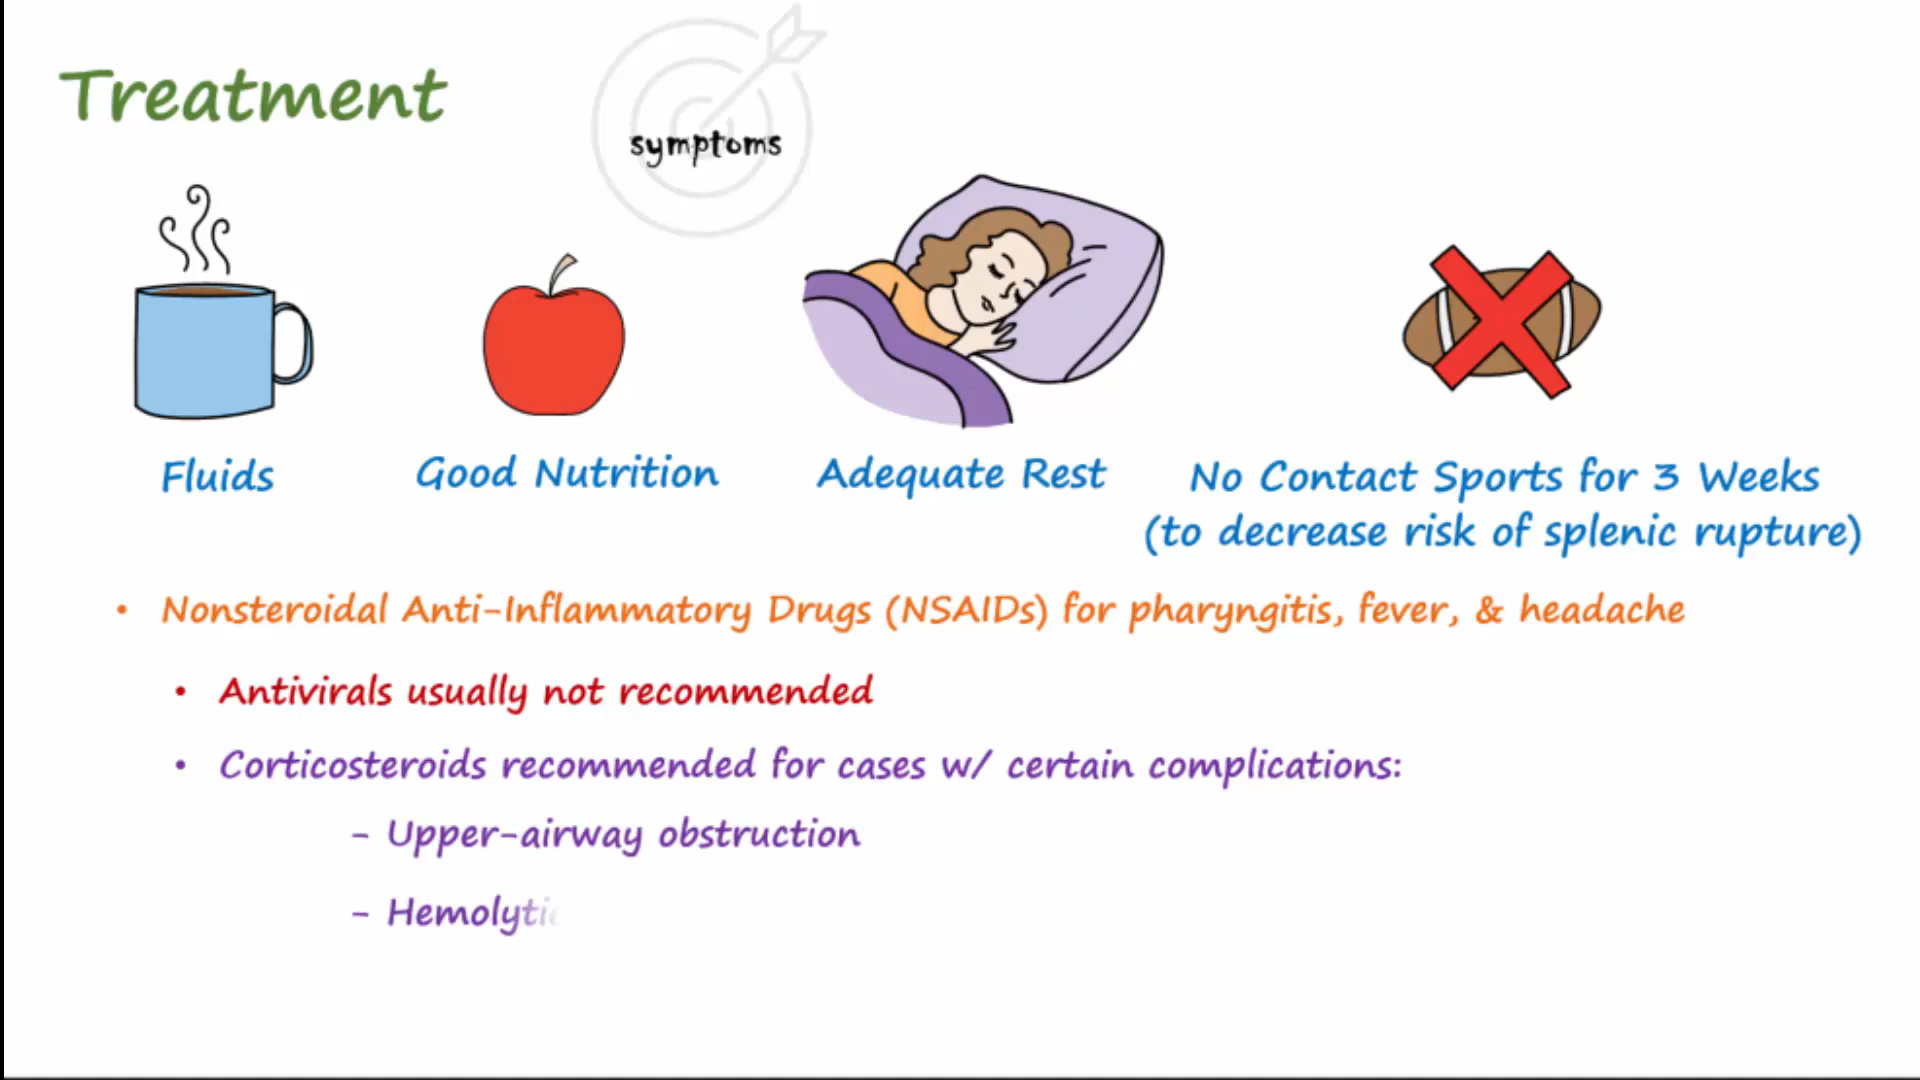 Treatment
symptoms
Fluids
Good Nutrition
Adequate Rest
No Contact Sports for 3 Weeks
(to decrease risk of splenic rupture)
• Nonsteroidal Anti-Inflammatory Drugs (NSAIDs) for pharyngitis, fever, & headache
• Antivirals usually not recommended
• Corticosteroids recommended for cases w/ certain complications:
- Upper-airway obstruction
- Hemolytic